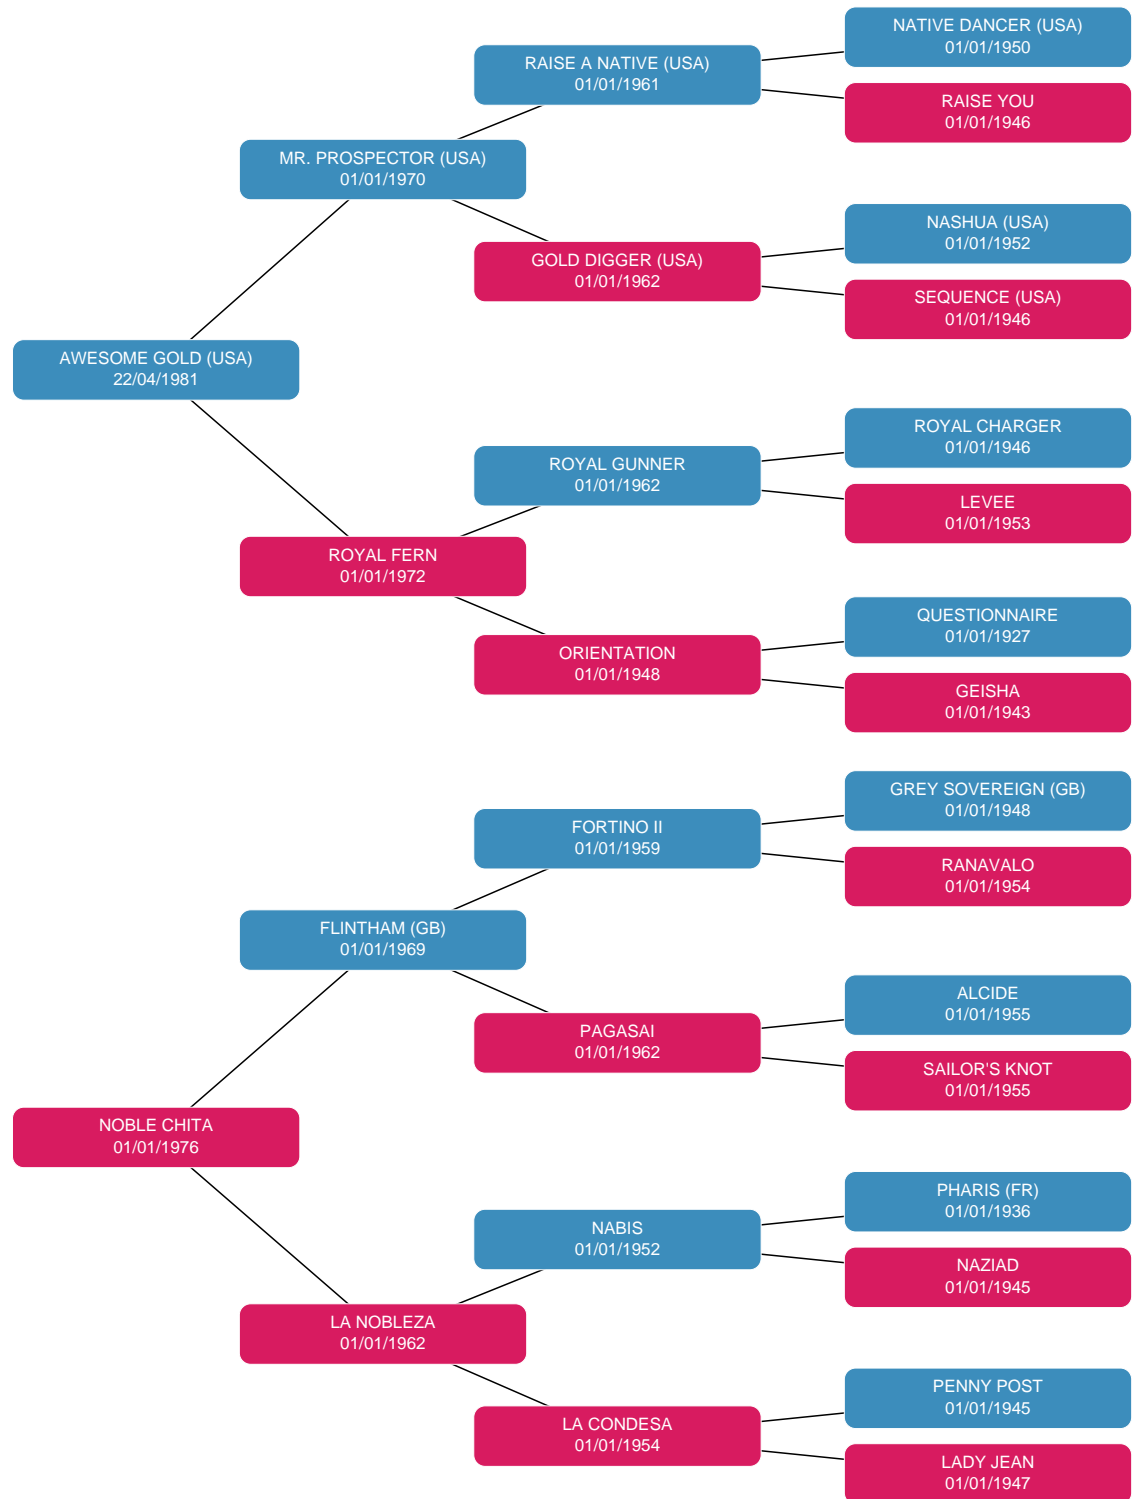 NATIVE DANCER (USA)
01/01/1950
RAISE A NATIVE (USA)
01/01/1961
RAISE YOU
01/01/1946
MR. PROSPECTOR (USA)
01/01/1970
NASHUA (USA)
01/01/1952
GOLD DIGGER (USA)
01/01/1962
SEQUENCE (USA)
01/01/1946
AWESOME GOLD (USA)
22/04/1981
ROYAL CHARGER
01/01/1946
ROYAL GUNNER
01/01/1962
LEVEE
01/01/1953
ROYAL FERN
01/01/1972
QUESTIONNAIRE
01/01/1927
ORIENTATION
01/01/1948
GEISHA
01/01/1943
GREY SOVEREIGN (GB)
01/01/1948
FORTINO II
01/01/1959
RANAVALO
01/01/1954
FLINTHAM (GB)
01/01/1969
ALCIDE
01/01/1955
PAGASAI
01/01/1962
SAILOR'S KNOT
01/01/1955
NOBLE CHITA
01/01/1976
PHARIS (FR)
01/01/1936
NABIS
01/01/1952
NAZIAD
01/01/1945
LA NOBLEZA
01/01/1962
PENNY POST
01/01/1945
LA CONDESA
01/01/1954
LADY JEAN
01/01/1947